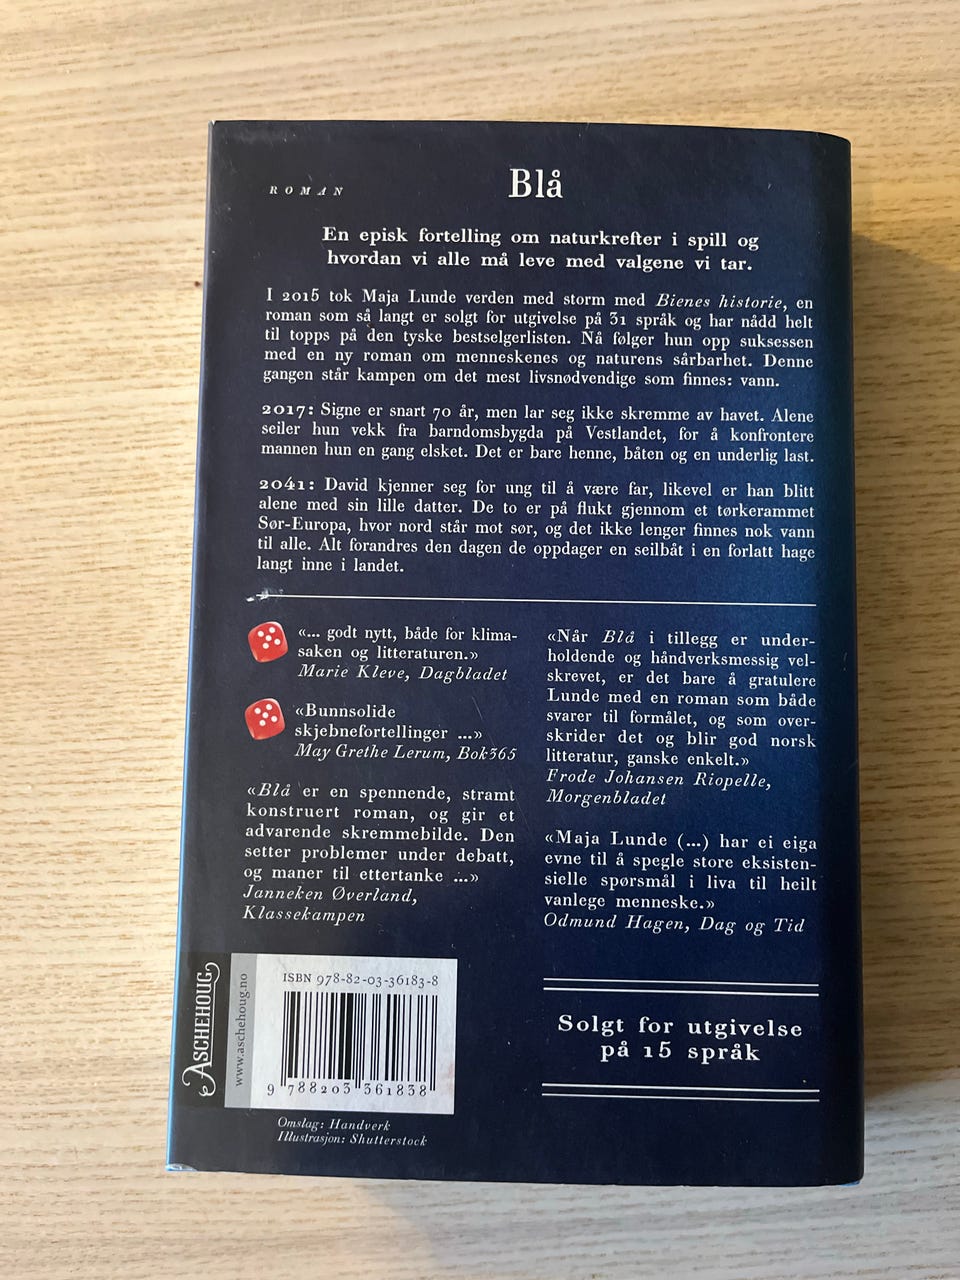 ROMAN
Blå
En episk fortelling om naturkrefter i spill og
hvordan vi alle må leve med valgene vi tar.
I 2015 tok Maja Lunde verden med storm med Bienes historie, en
roman som så langt er solgt for utgivelse på 31 språk og har nådd helt
til topps på den tyske bestselgerlisten. Nå følger hun opp suksessen
med en ny roman om menneskenes og naturens sårbarhet. Denne
gangen står kampen om det mest livsnødvendige som finnes: vann.
2017: Signe er snart 70 år, men lar seg ikke skremme av havet. Alene
seiler hun vekk fra barndomsbygda på Vestlandet, for å konfrontere
mannen hun en gang elsket. Det er bare henne, båten og en underlig last.
2041: David kjenner seg for ung til å være far, likevel er han blitt
alene med sin lille datter. De to er på flukt gjennom et tørkerammet
Sør-Europa, hvor nord står mot sør, og det ikke lenger finnes nok vann
til alle. Alt forandres den dagen de oppdager en seilbåt i en forlatt hage
langt inne i landet.
«... godt nytt, både for klima-
saken og litteraturen.»
Marie Kleve, Dagbladet
«Bunnsolide
skjebnefortellinger ...»
May Grethe Lerum, Bok365
«Blå er en spennende, stramt
konstruert roman, og gir et
advarende skremmebilde. Den
setter problemer under debatt,
og maner til ettertanke ...»
Janneken Øverland,
Klassekampen
«Når Blå i tillegg er under-
holdende og håndverksmessig vel-
skrevet, er det bare å gratulere
Lunde med en roman som både
svarer til formålet, og som over-
skrider det og blir god norsk
litteratur, ganske enkelt.»
Frode Johansen Riopelle,
Morgenbladet
«Maja Lunde (...) har ei eiga
evne til å spegle store eksisten-
sielle spørsmål i liva til heilt
vanlege menneske.»
Odmund Hagen, Dag og Tid
Solgt for utgivelse
på 15 språk
ASCHEHOUG
www.aschehoug.no
ISBN 978-82-03-36183-8
9 788203 361838
Omslag: Handverk
Illustrasjon: Shutterstock